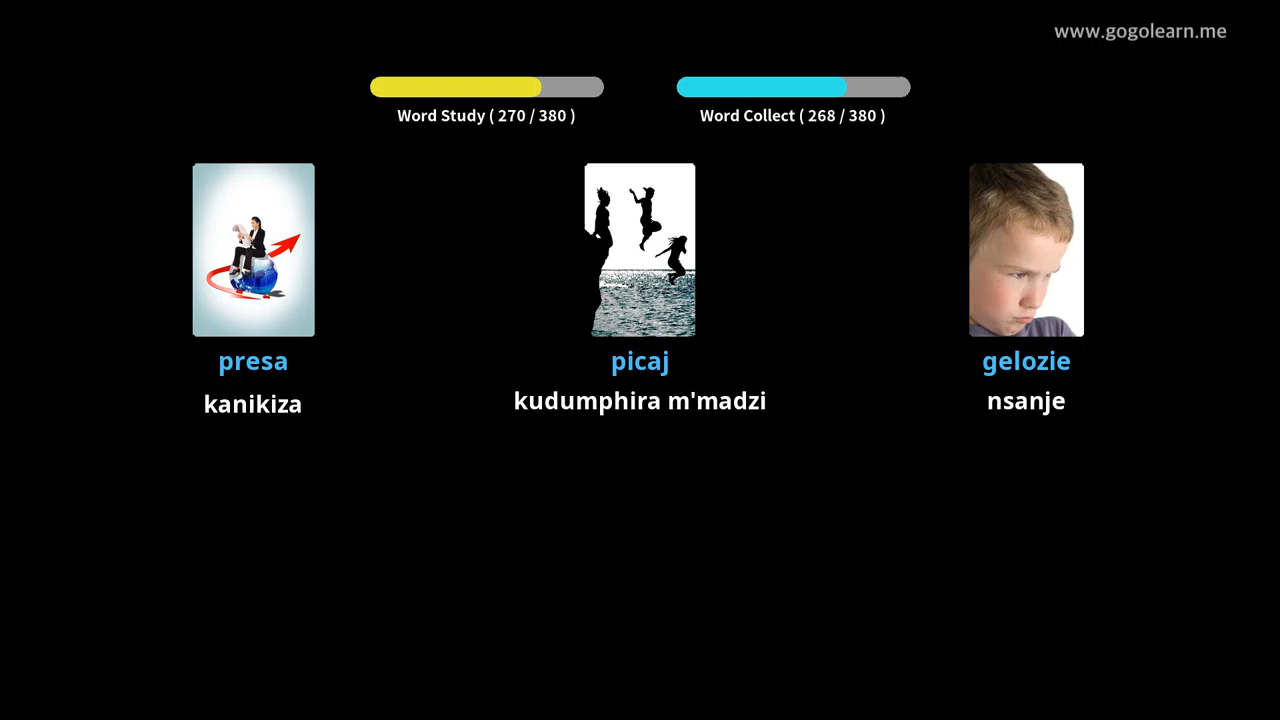 www.gogolearn.me
Word Study ( 270 / 380 )
Word Collect ( 268 / 380 )
presa
picaj
gelozie
kanikiza
kudumphira m'madzi
nsanje